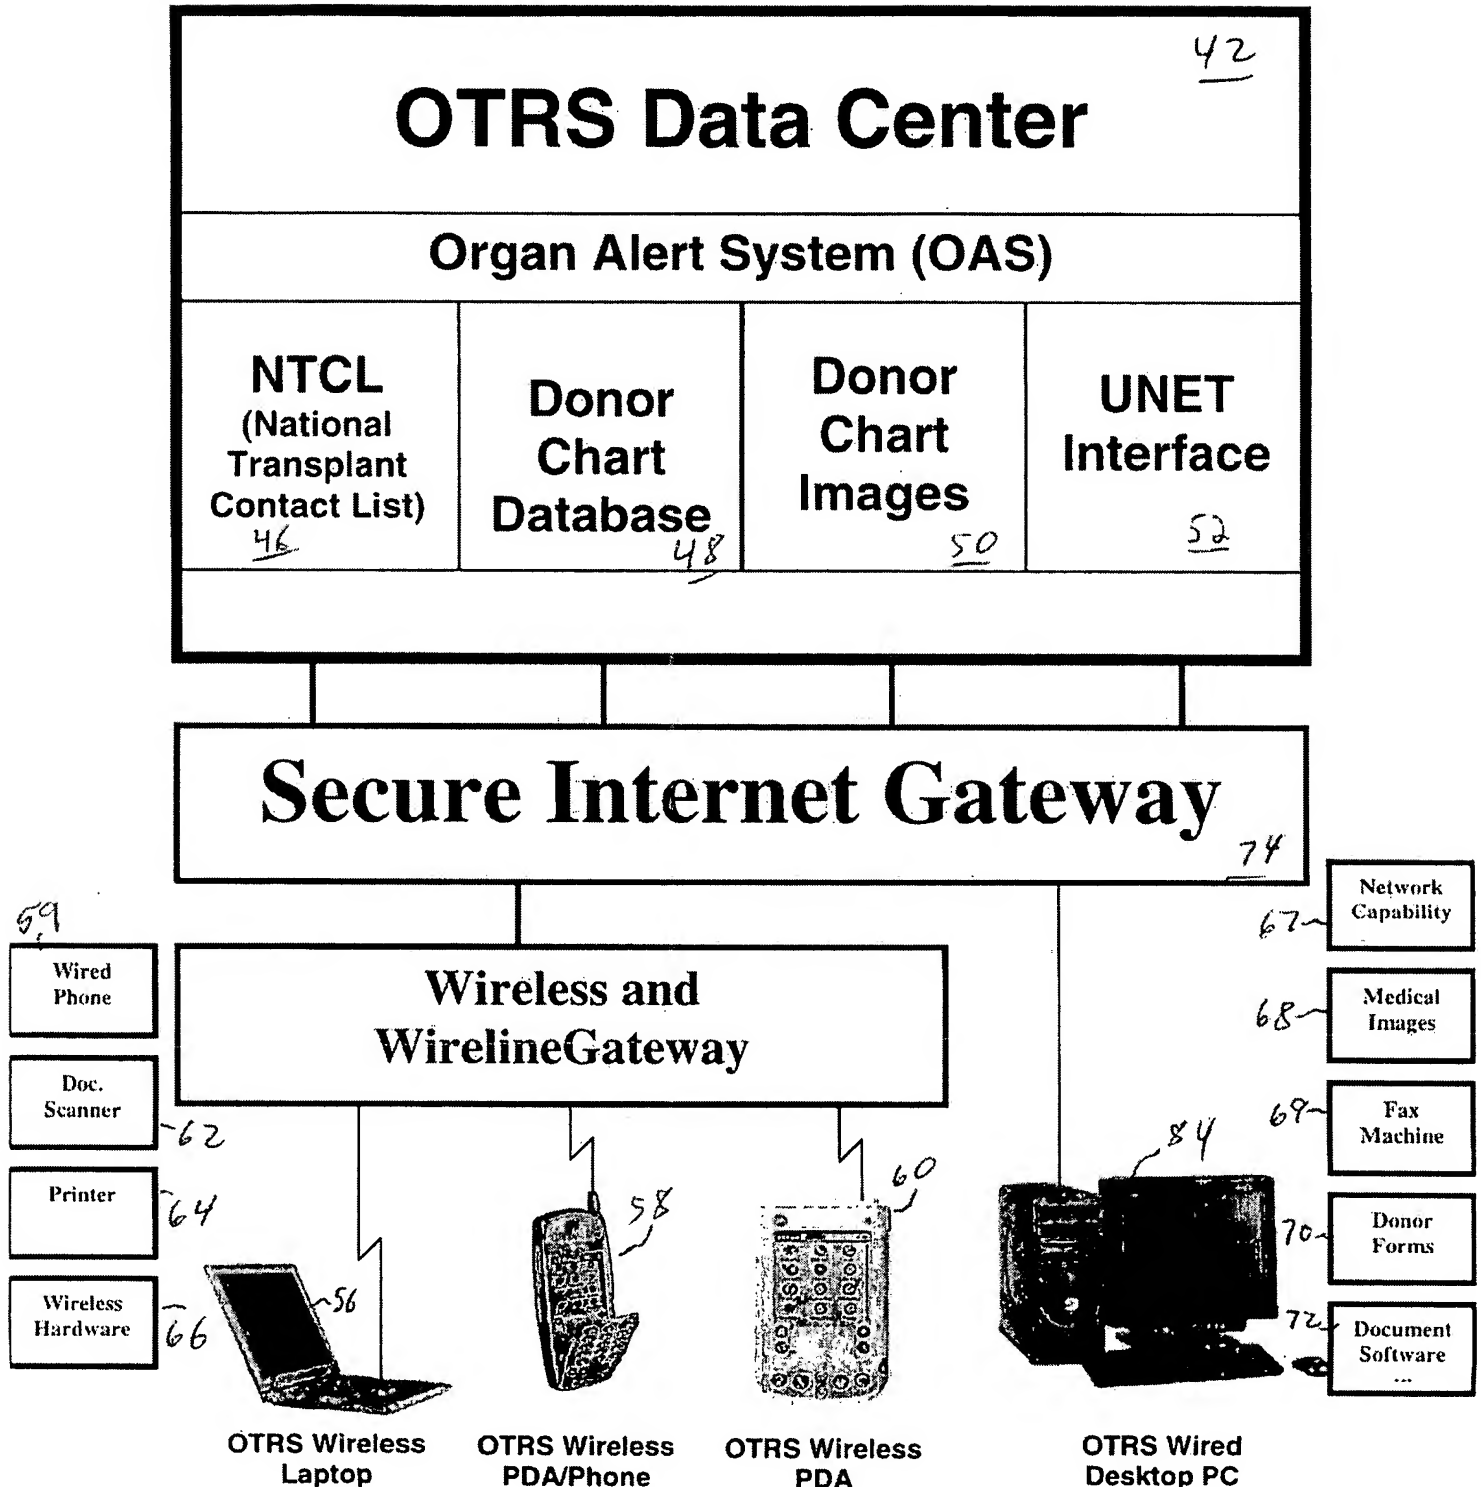 42
OTRS Data Center
Organ Alert System (OAS)
NTCL
(National
Transplant
Contact List)
46
Donor
Chart
Database
48
Donor
Chart
Images
50
UNET
Interface
52
Secure Internet Gateway
74
59
Wired
Phone
Doc.
Scanner
62
Printer
64
Wireless
Hardware
66
Wireless and
WirelineGateway
Network
Capability
67
Medical
Images
68
Fax
Machine
69
Donor
Forms
70
Document
Software
...
72
56
58
60
84
OTRS Wireless
Laptop
OTRS Wireless
PDA/Phone
OTRS Wireless
PDA
OTRS Wired
Desktop PC